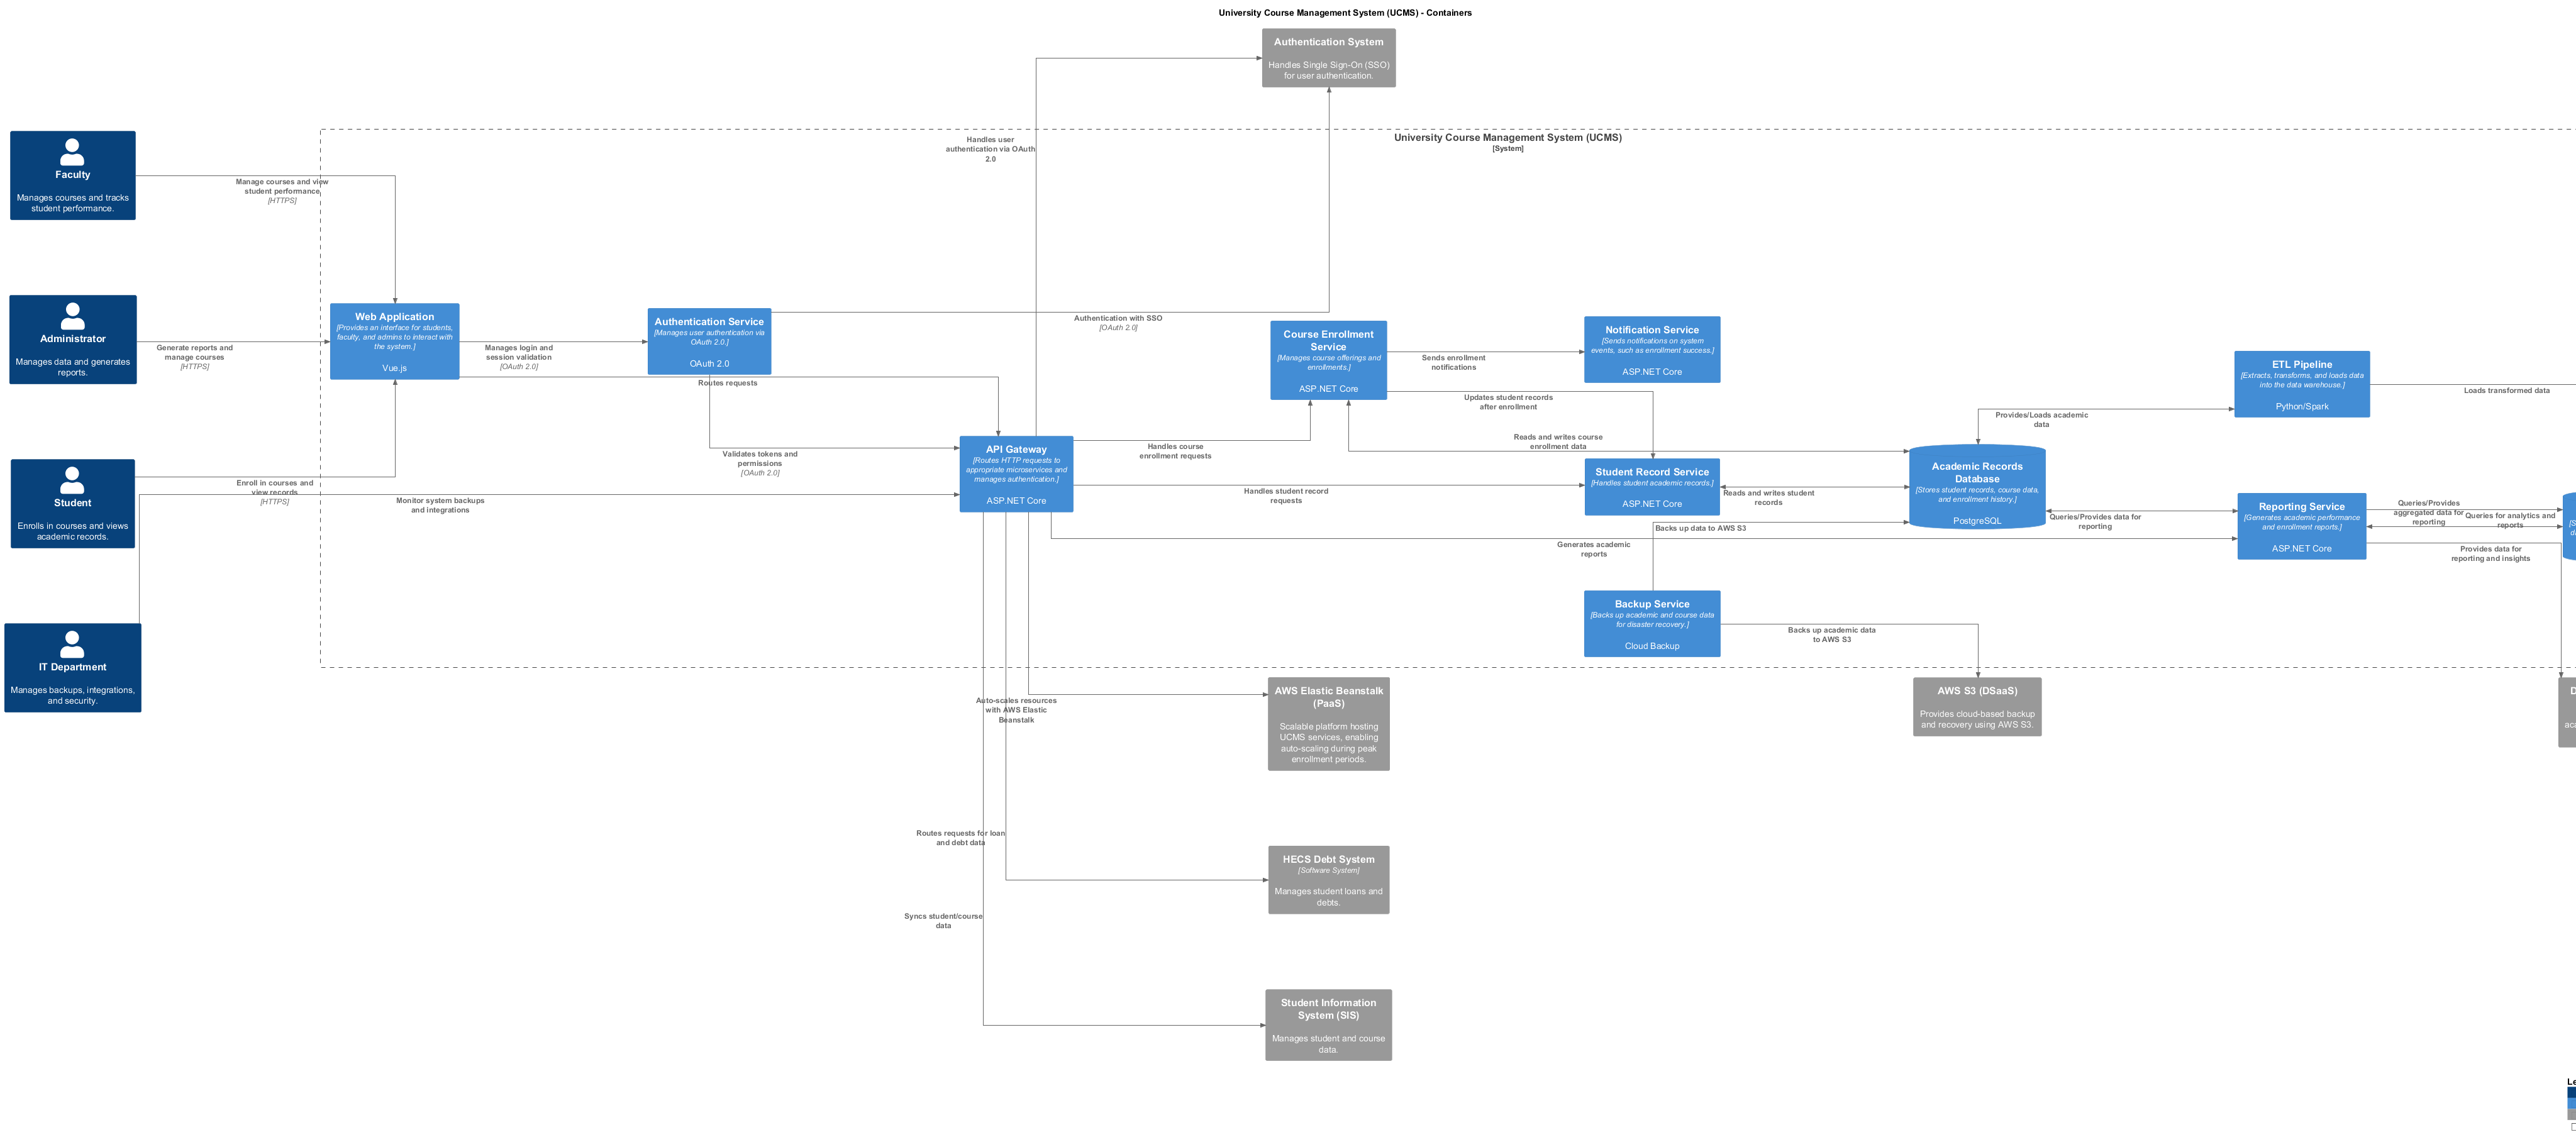 University Course Management System (UCMS) - Containers
Authentication System
Handles Single Sign-On (SSO)
for user authentication.
University Course Management System (UCMS)
[System]
Handles user
authentication via OAuth
2.0
Faculty
Manages courses and tracks
student performance.
Manage courses and view
student performance
[HTTPS]
Administrator
Manages data and generates
reports.
Generate reports and
manage courses
[HTTPS]
Web Application
[Provides an interface for students,
faculty, and admins to interact with
the system.]
Vue.js
Manages login and
session validation
[OAuth 2.0]
Authentication Service
[Manages user authentication via
OAuth 2.0.]
OAuth 2.0
Routes requests
Authentication with SSO
[OAuth 2.0]
Course Enrollment
Service
[Manages course offerings and
enrollments.]
ASP.NET Core
Sends enrollment
notifications
Notification Service
[Sends notifications on system
events, such as enrollment success.]
ASP.NET Core
Updates student records
after enrollment
ETL Pipeline
[Extracts, transforms, and loads data
into the data warehouse.]
Python/Spark
Loads transformed data
Provides/Loads academic
data
Student
Enrolls in courses and views
academic records.
Enroll in courses and
view records
[HTTPS]
Monitor system backups
and integrations
Validates tokens and
permissions
[OAuth 2.0]
API Gateway
[Routes HTTP requests to
appropriate microservices and
manages authentication.]
ASP.NET Core
Handles course
enrollment requests
Reads and writes course
enrollment data
Handles student record
requests
Student Record Service
[Handles student academic records.]
ASP.NET Core
Reads and writes student
records
Academic Records
Database
[Stores student records, course data,
and enrollment history.]
PostgreSQL
Queries/Provides data for
reporting
Reporting Service
[Generates academic performance
and enrollment reports.]
ASP.NET Core
Queries/Provides
aggregated data for
reporting
Queries for analytics and
reports
Provides data for
reporting and insights
Backs up data to AWS S3
Generates academic
reports
Backup Service
[Backs up academic and course data
for disaster recovery.]
Cloud Backup
Backs up academic data
to AWS S3
IT Department
Manages backups, integrations,
and security.
Auto-scales resources
with AWS Elastic
Beanstalk
AWS Elastic Beanstalk
(PaaS)
Scalable platform hosting
UCMS services, enabling
auto-scaling during peak
enrollment periods.
AWS S3 (DSaaS)
Provides cloud-based backup
and recovery using AWS S3.
Routes requests for loan
and debt data
HECS Debt System
[Software System]
Manages student loans and
debts.
Syncs student/course
data
Student Information
System (SIS)
Manages student and course
data.